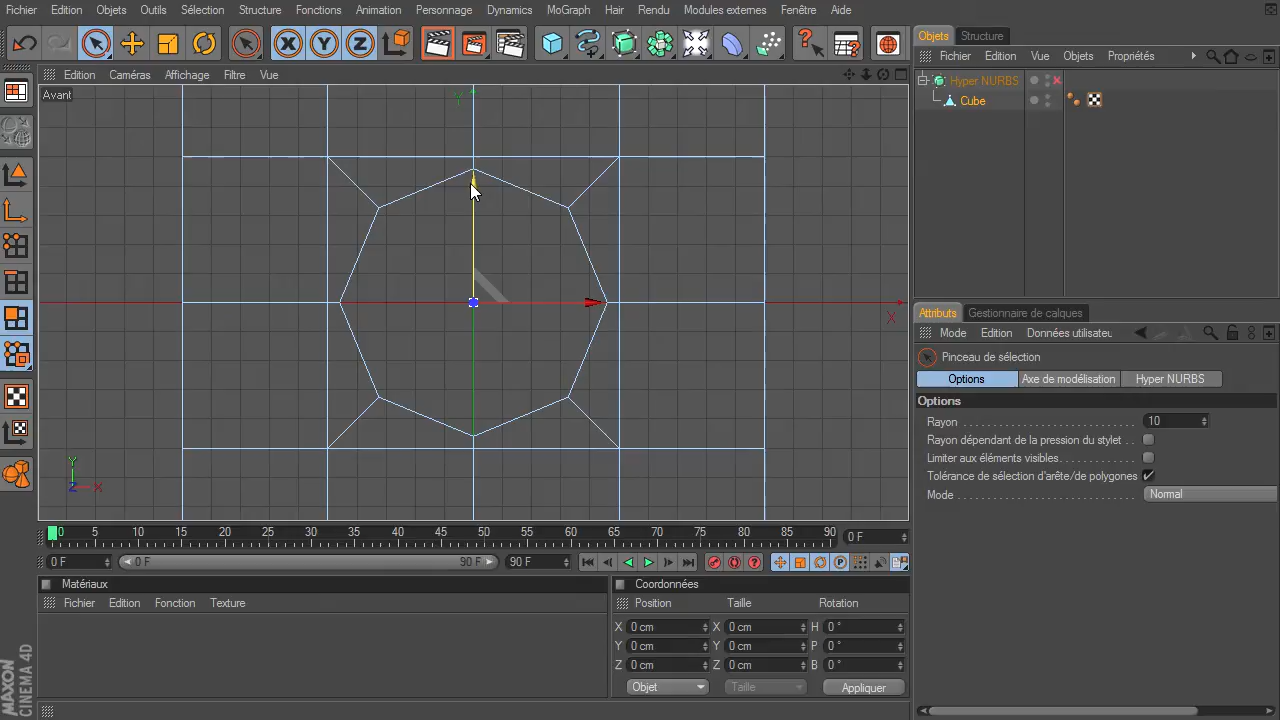 Fichier Edition Objets Outils Sélection Structure Fonctions Animation Personnage Dynamics MoGraph Hair Rendu Modules externes Fenêtre Aide
X Y Z
Edition Caméras Affichage Filtre Vue
Avant
Y
X
Y
Z X
0 5 10 15 20 25 30 35 40 45 50 55 60 65 70 75 80 85 90 0 F
0 F 0 F 90 F 90 F
P
Matériaux
Fichier Edition Fonction Texture
Coordonnées
Position Taille Rotation
X 0 cm X 0 cm H 0 °
Y 0 cm Y 0 cm P 0 °
Z 0 cm Z 0 cm B 0 °
Objet Taille Appliquer
MAXON
CINEMA 4D
Objets Structure
Fichier Edition Vue Objets Propriétés
Hyper NURBS
Cube
Attributs Gestionnaire de calques
Mode Edition Données utilisateu
Pinceau de sélection
Options Axe de modélisation Hyper NURBS
Options
Rayon 10
Rayon dépendant de la pression du stylet
Limiter aux éléments visibles
Tolérance de sélection d'arête/de polygones
Mode Normal